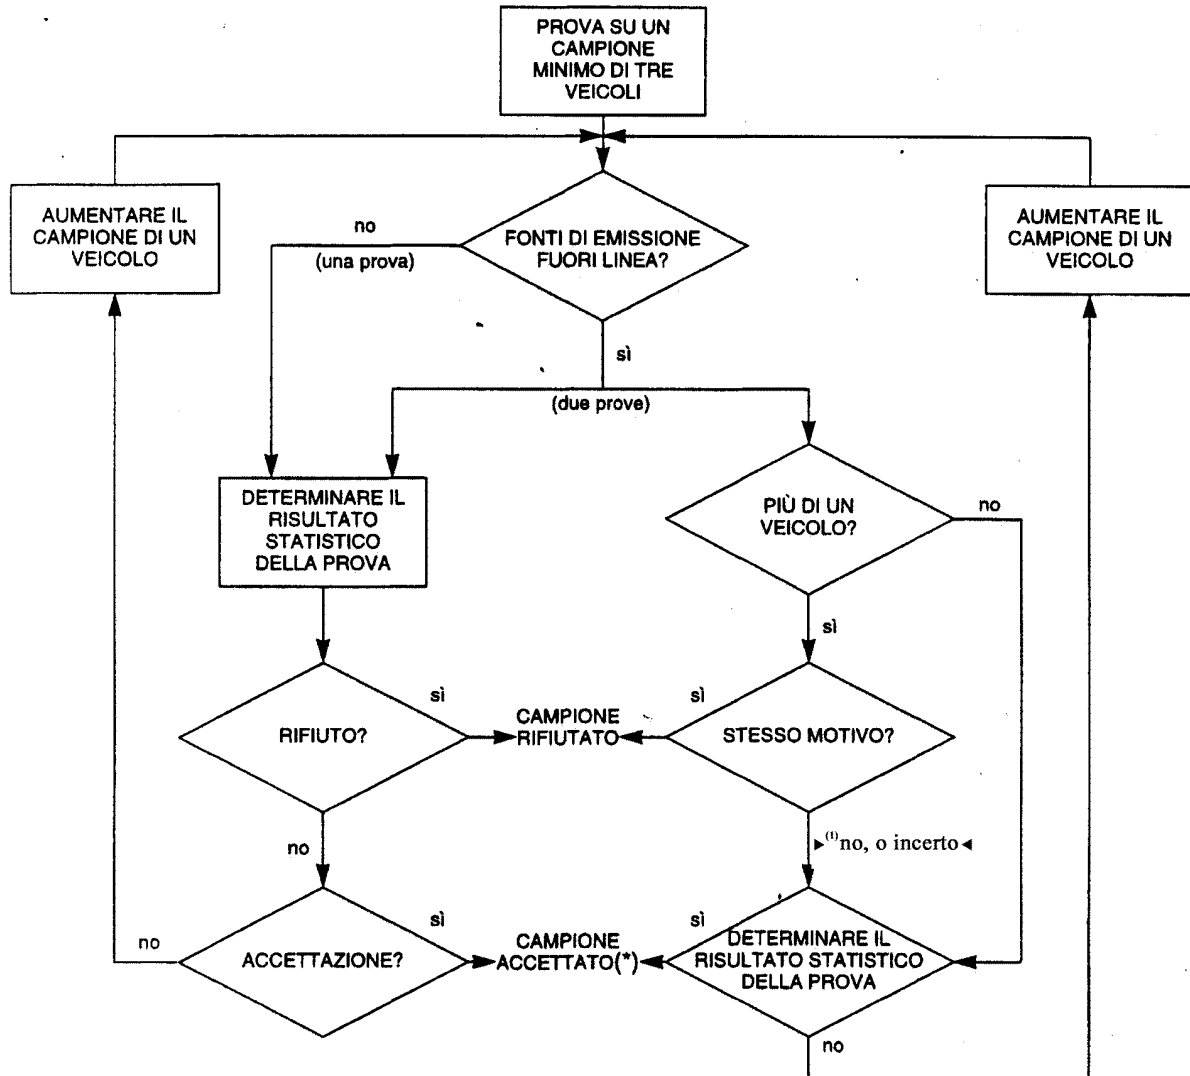 PROVA SU UN
CAMPIONE
MINIMO DI TRE
VEICOLI
AUMENTARE IL
CAMPIONE DI UN
VEICOLO
no
(una prova)
FONTI DI EMISSIONE
FUORI LINEA?
AUMENTARE IL
CAMPIONE DI UN
VEICOLO
sì
(due prove)
DETERMINARE IL
RISULTATO
STATISTICO
DELLA PROVA
PIÙ DI UN
VEICOLO?
no
sì
RIFIUTO?
sì
CAMPIONE
RIFIUTATO
sì
STESSO MOTIVO?
no
▶(1)no, o incerto◀
no
ACCETTAZIONE?
sì
CAMPIONE
ACCETTATO(*)
sì
DETERMINARE IL
RISULTATO STATISTICO
DELLA PROVA
no